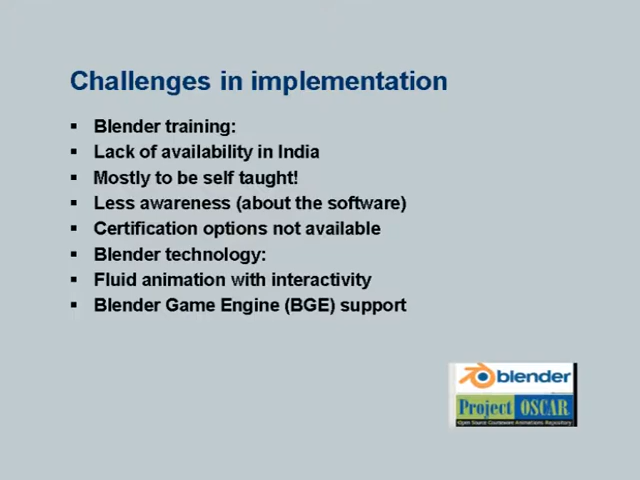 Challenges in implementation
Blender training:
Lack of availability in India
Mostly to be self taught!
Less awareness (about the software)
Certification options not available
Blender technology:
Fluid animation with interactivity
Blender Game Engine (BGE) support
blender
Project OSCAR
Open Source Courseware Animations Repository